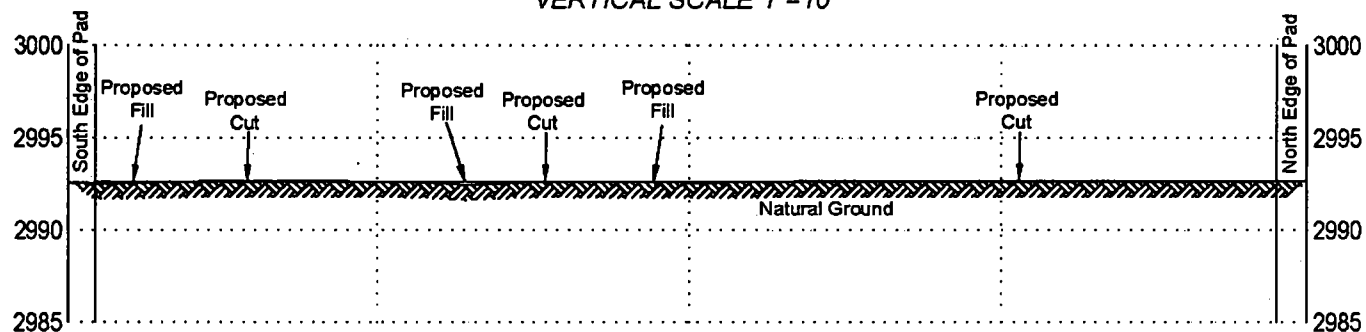 VERTICAL SCALE 1"=10'
3000
3000
South Edge of Pad
North Edge of Pad
Proposed
Fill
Proposed
Cut
Proposed
Fill
Proposed
Cut
Proposed
Fill
Proposed
Cut
2995
2995
Natural Ground
2990
2990
2985
2985